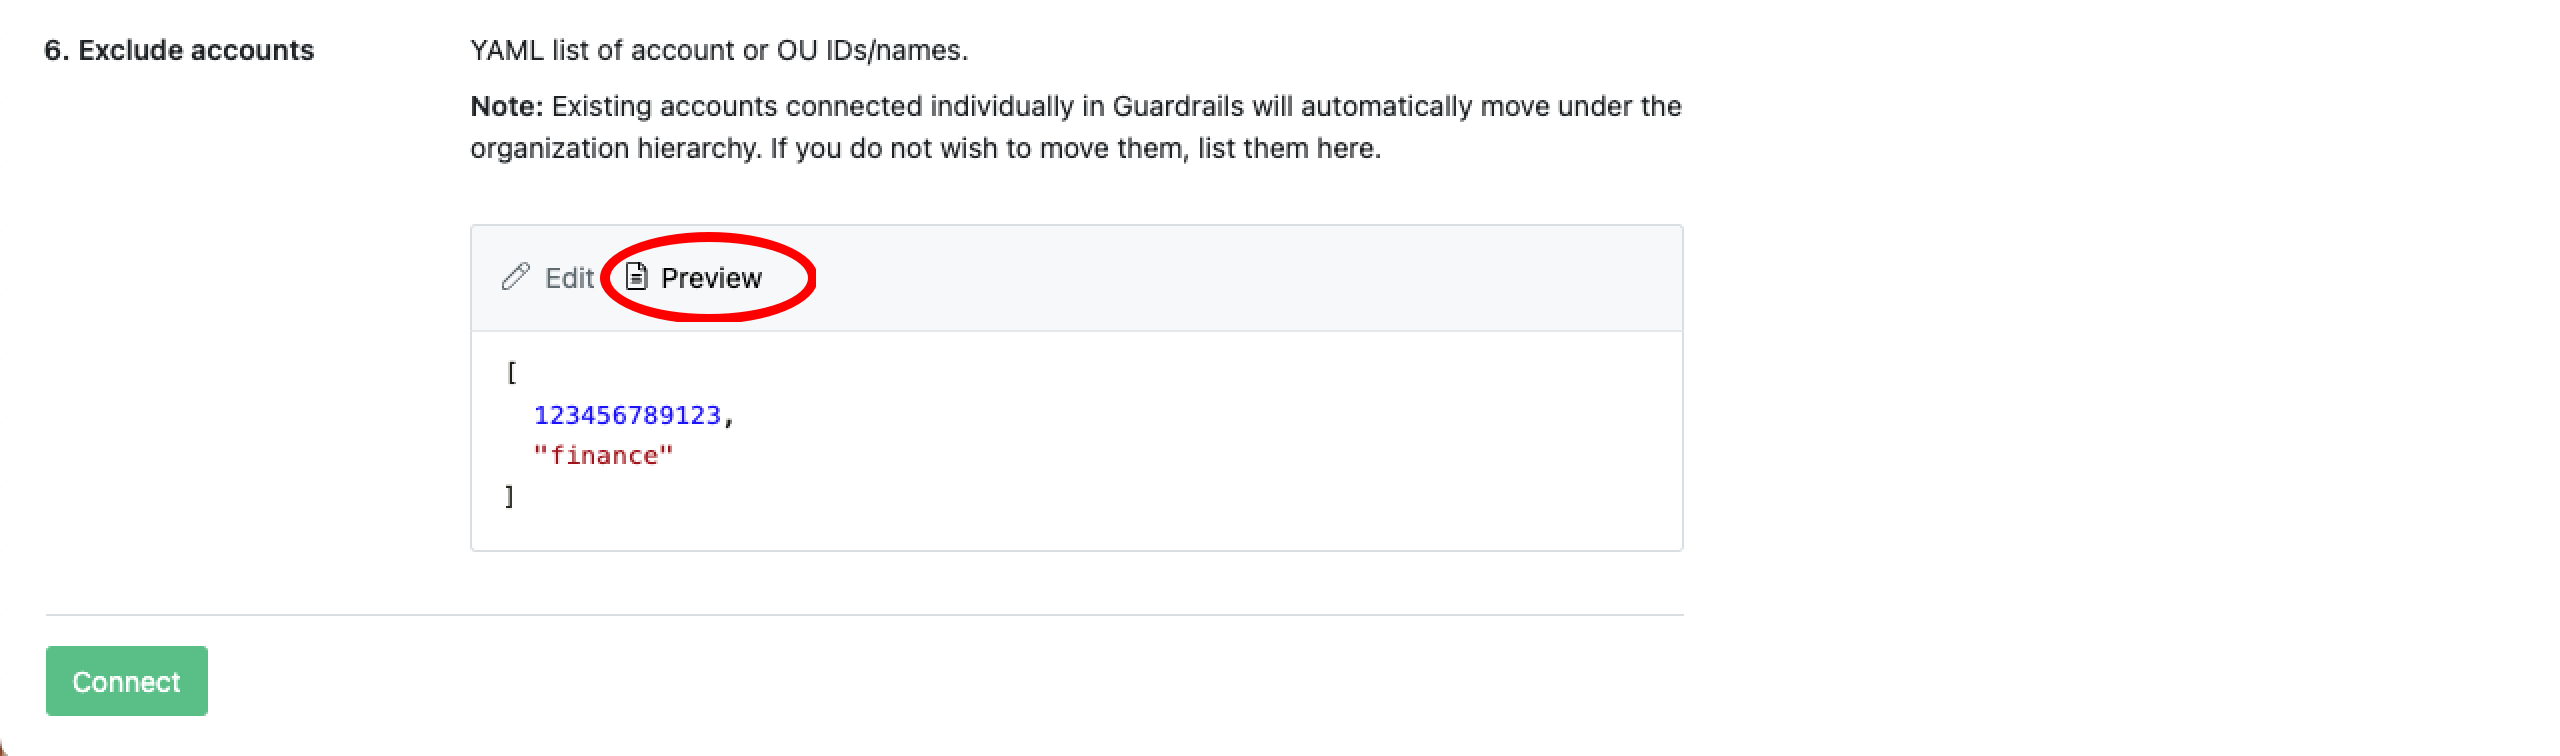 6. Exclude accounts
YAML list of account or OU IDs/names.
Note: Existing accounts connected individually in Guardrails will automatically move under the
organization hierarchy. If you do not wish to move them, list them here.
Edit Preview
[
123456789123,
"finance"
]
Connect